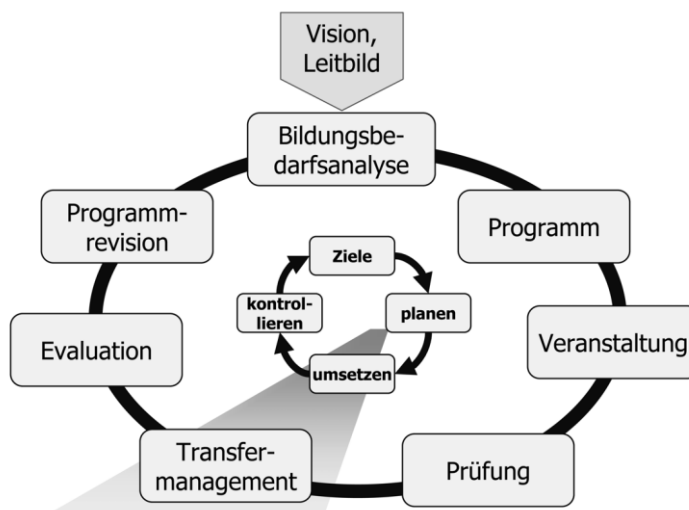 Vision,
Leitbild
Bildungsbe-
darfsanalyse
Programm-
revision
Programm
Ziele
kontrol-
lieren
planen
umsetzen
Evaluation
Veranstaltung
Transfer-
management
Prüfung